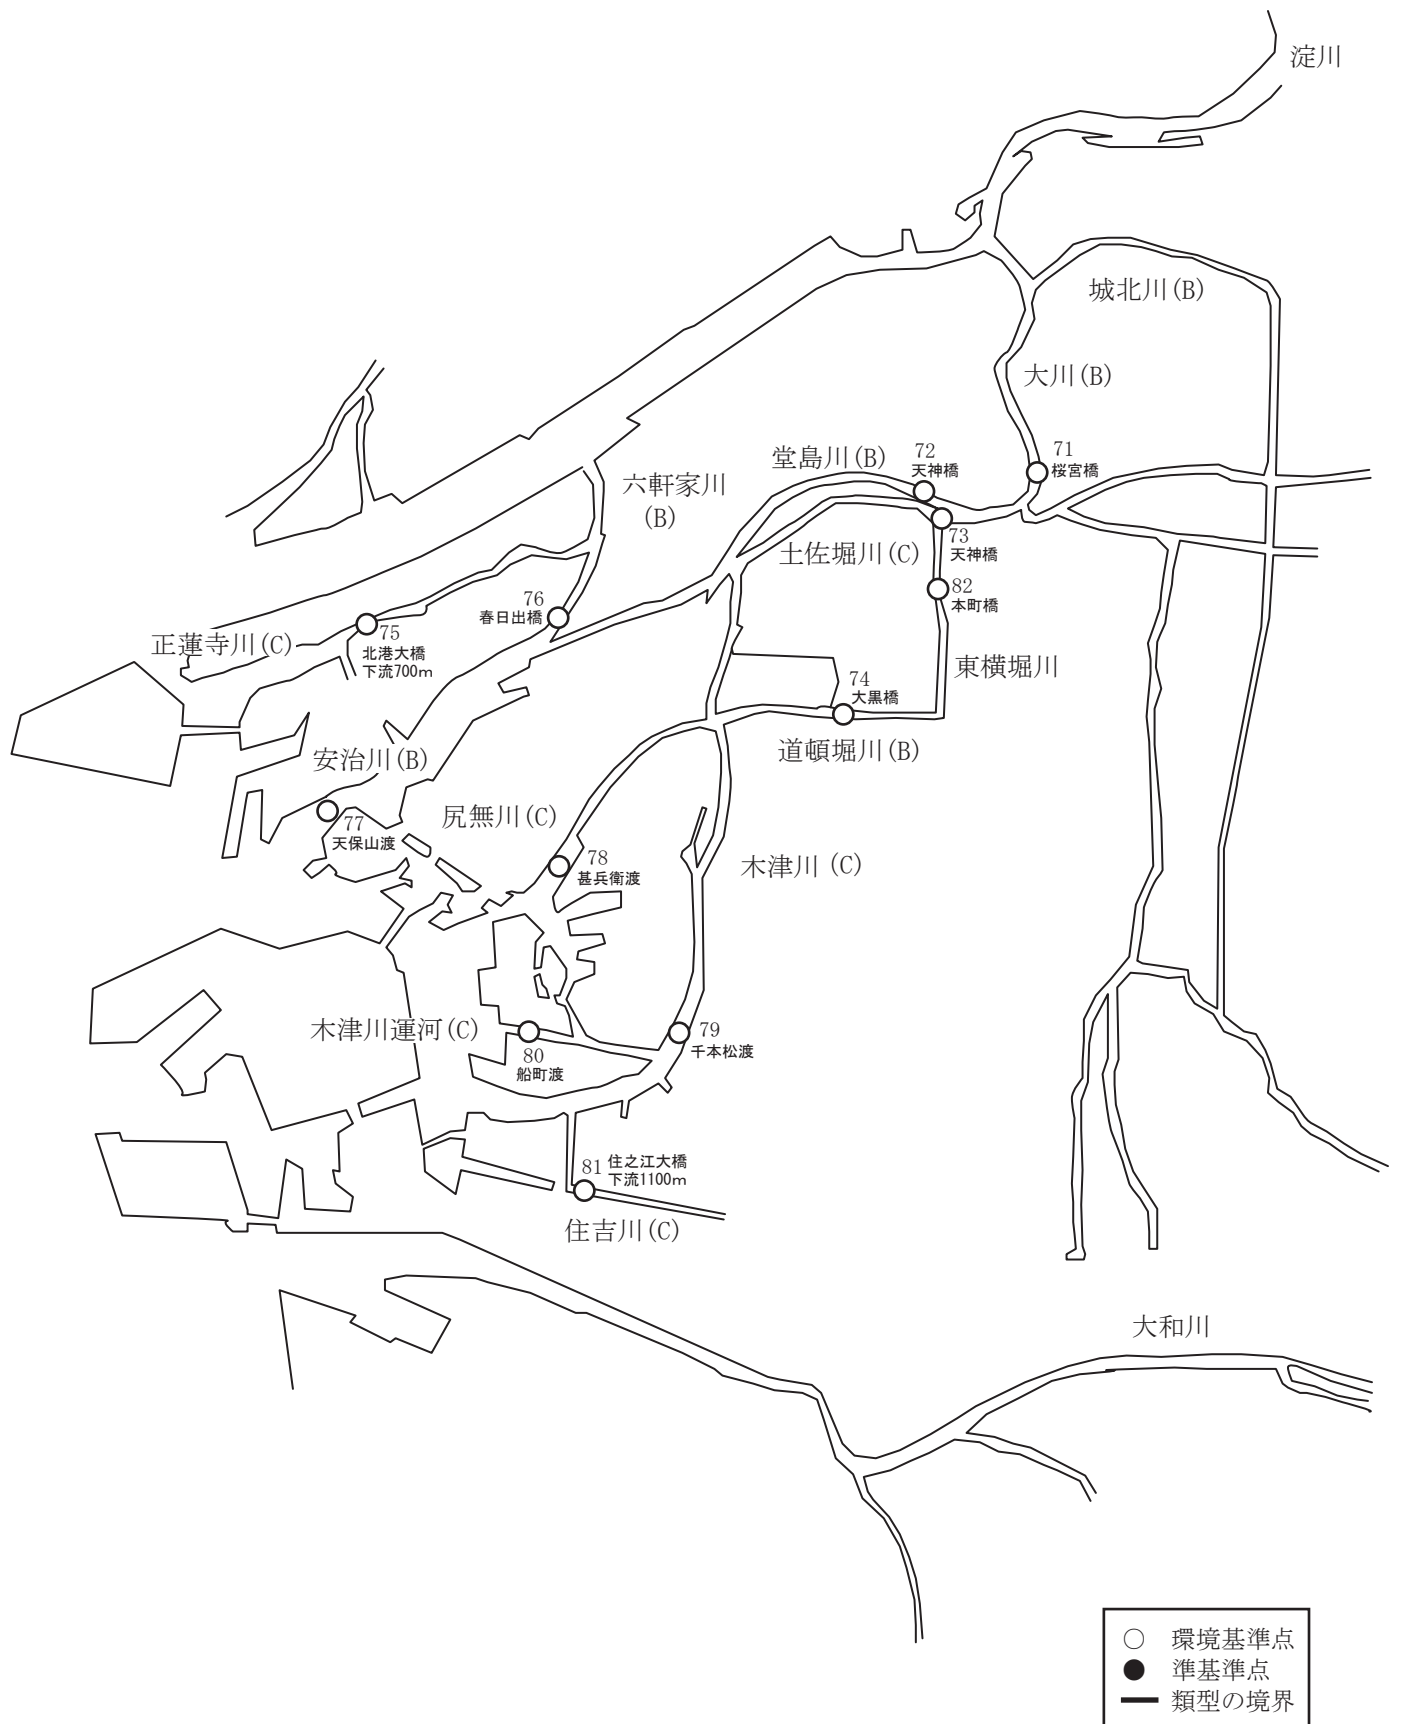 淀川
城北川(B)
大川(B)
71
桜宮橋
72
天神橋
堂島川(B)
六軒家川
(B)
73
天神橋
土佐堀川(C)
82
本町橋
76
春日出橋
75
北港大橋
下流700m
正蓮寺川(C)
東横堀川
74
大黒橋
道頓堀川(B)
安治川(B)
77
天保山渡
尻無川(C)
78
甚兵衛渡
木津川 (C)
木津川運河(C)
79
千本松渡
80
船町渡
81
住之江大橋
下流1100m
住吉川(C)
大和川
環境基準点
準基準点
類型の境界